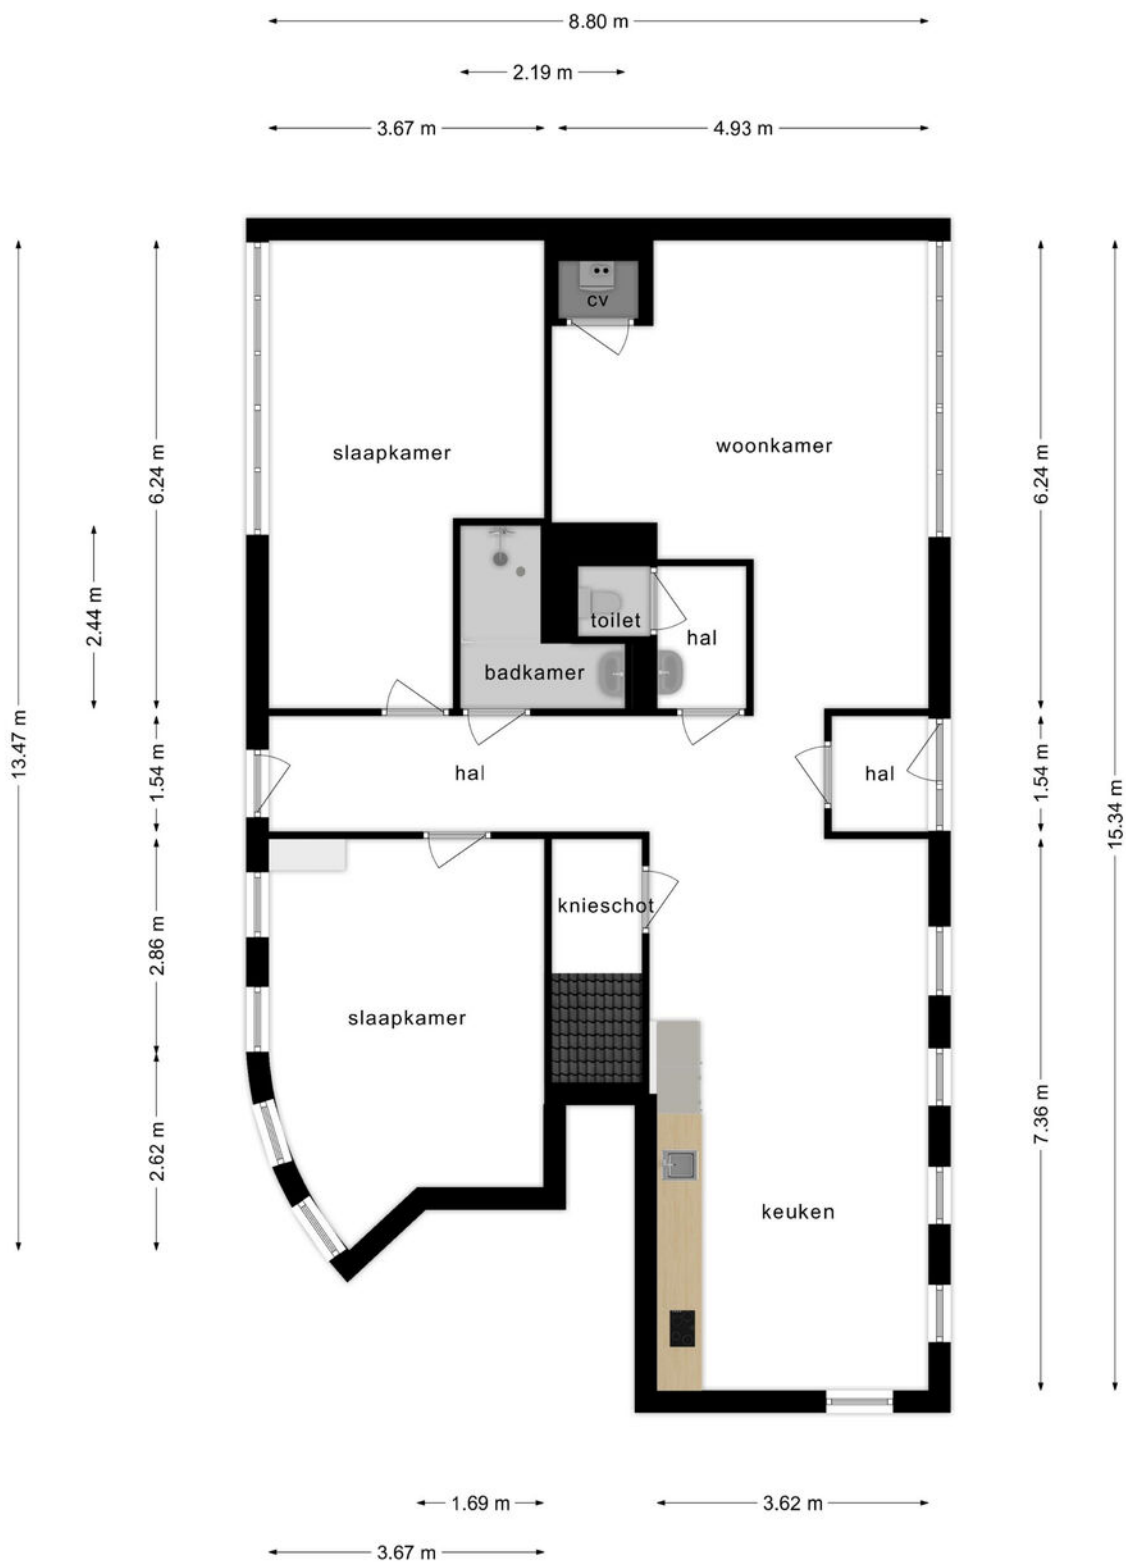 8.80 m
2.19 m
3.67 m
4.93 m
cv
slaapkamer
woonkamer
6.24 m
6.24 m
2.44 m
toilet
hal
badkamer
13.47 m
1.54 m
hal
hal
1.54 m
15.34 m
knieschot
2.86 m
slaapkamer
7.36 m
2.62 m
keuken
1.69 m
3.62 m
3.67 m